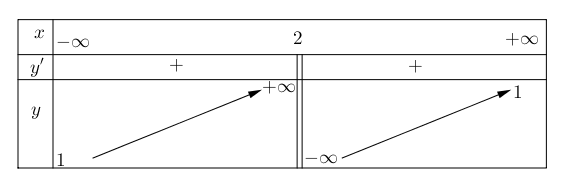 x −∞ 2 +∞
y′ + +
+∞ 1
y
1 −∞